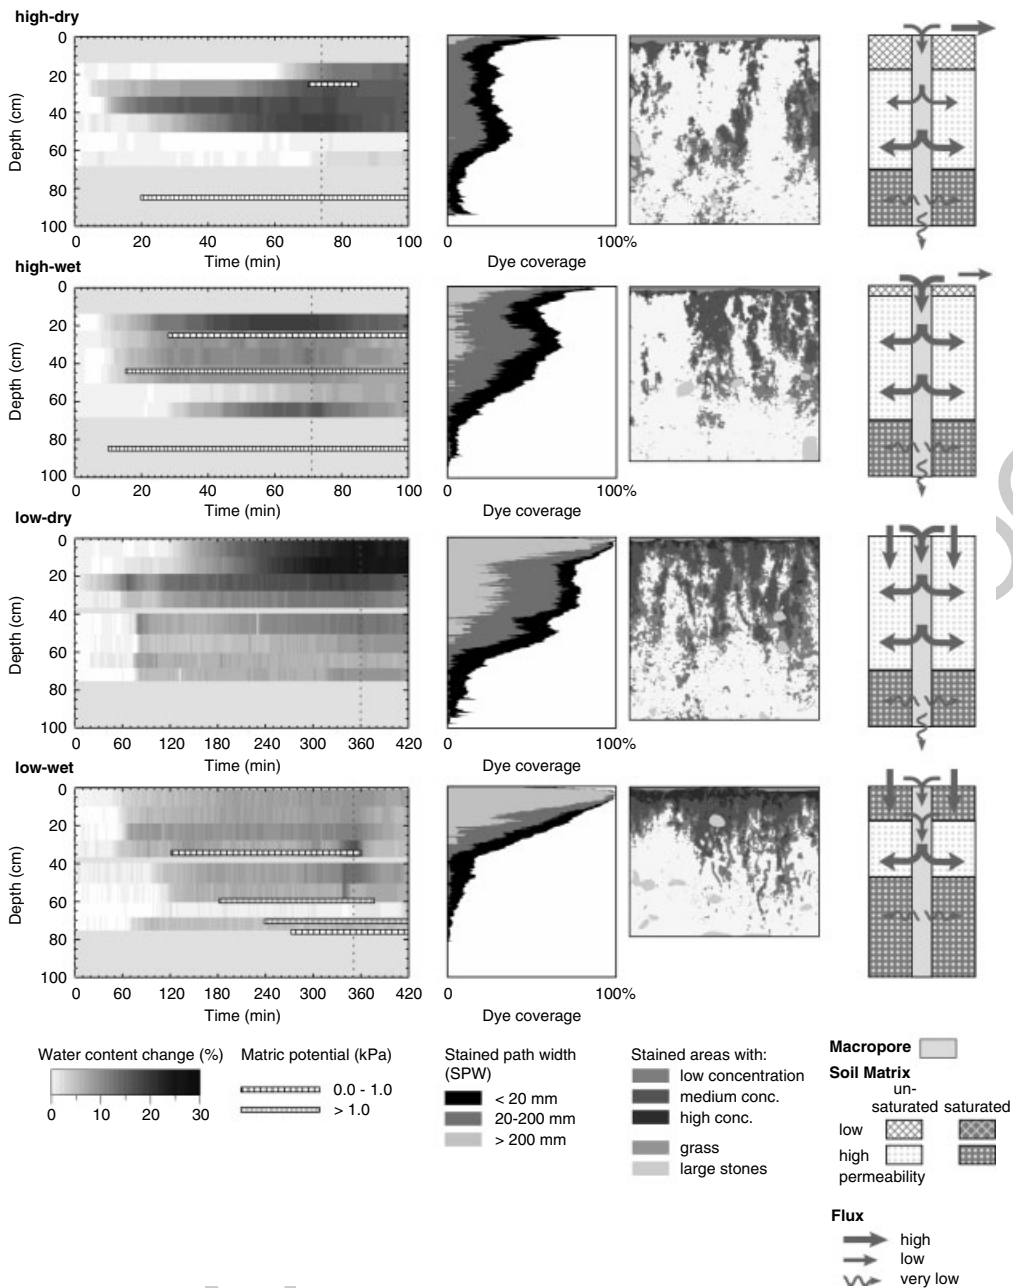 high-dry
0
20
40
60
80
100
Depth (cm)
0 20 40 60 80 100
Time (min)
0 100%
Dye coverage
high-wet
0
20
40
60
80
100
Depth (cm)
0 20 40 60 80 100
Time (min)
0 100%
Dye coverage
low-dry
0
20
40
60
80
100
Depth (cm)
0 60 120 180 240 300 360 420
Time (min)
0 100%
Dye coverage
low-wet
0
20
40
60
80
100
Depth (cm)
0 60 120 180 240 300 360 420
Time (min)
0 100%
Dye coverage
Water content change (%)
0 10 20 30
Matric potential (kPa)
0.0 - 1.0
> 1.0
Stained path width
(SPW)
< 20 mm
20-200 mm
> 200 mm
Stained areas with:
low concentration
medium conc.
high conc.
grass
large stones
Macropore
Soil Matrix
un-
saturated saturated
low
high
permeability
Flux
high
low
very low